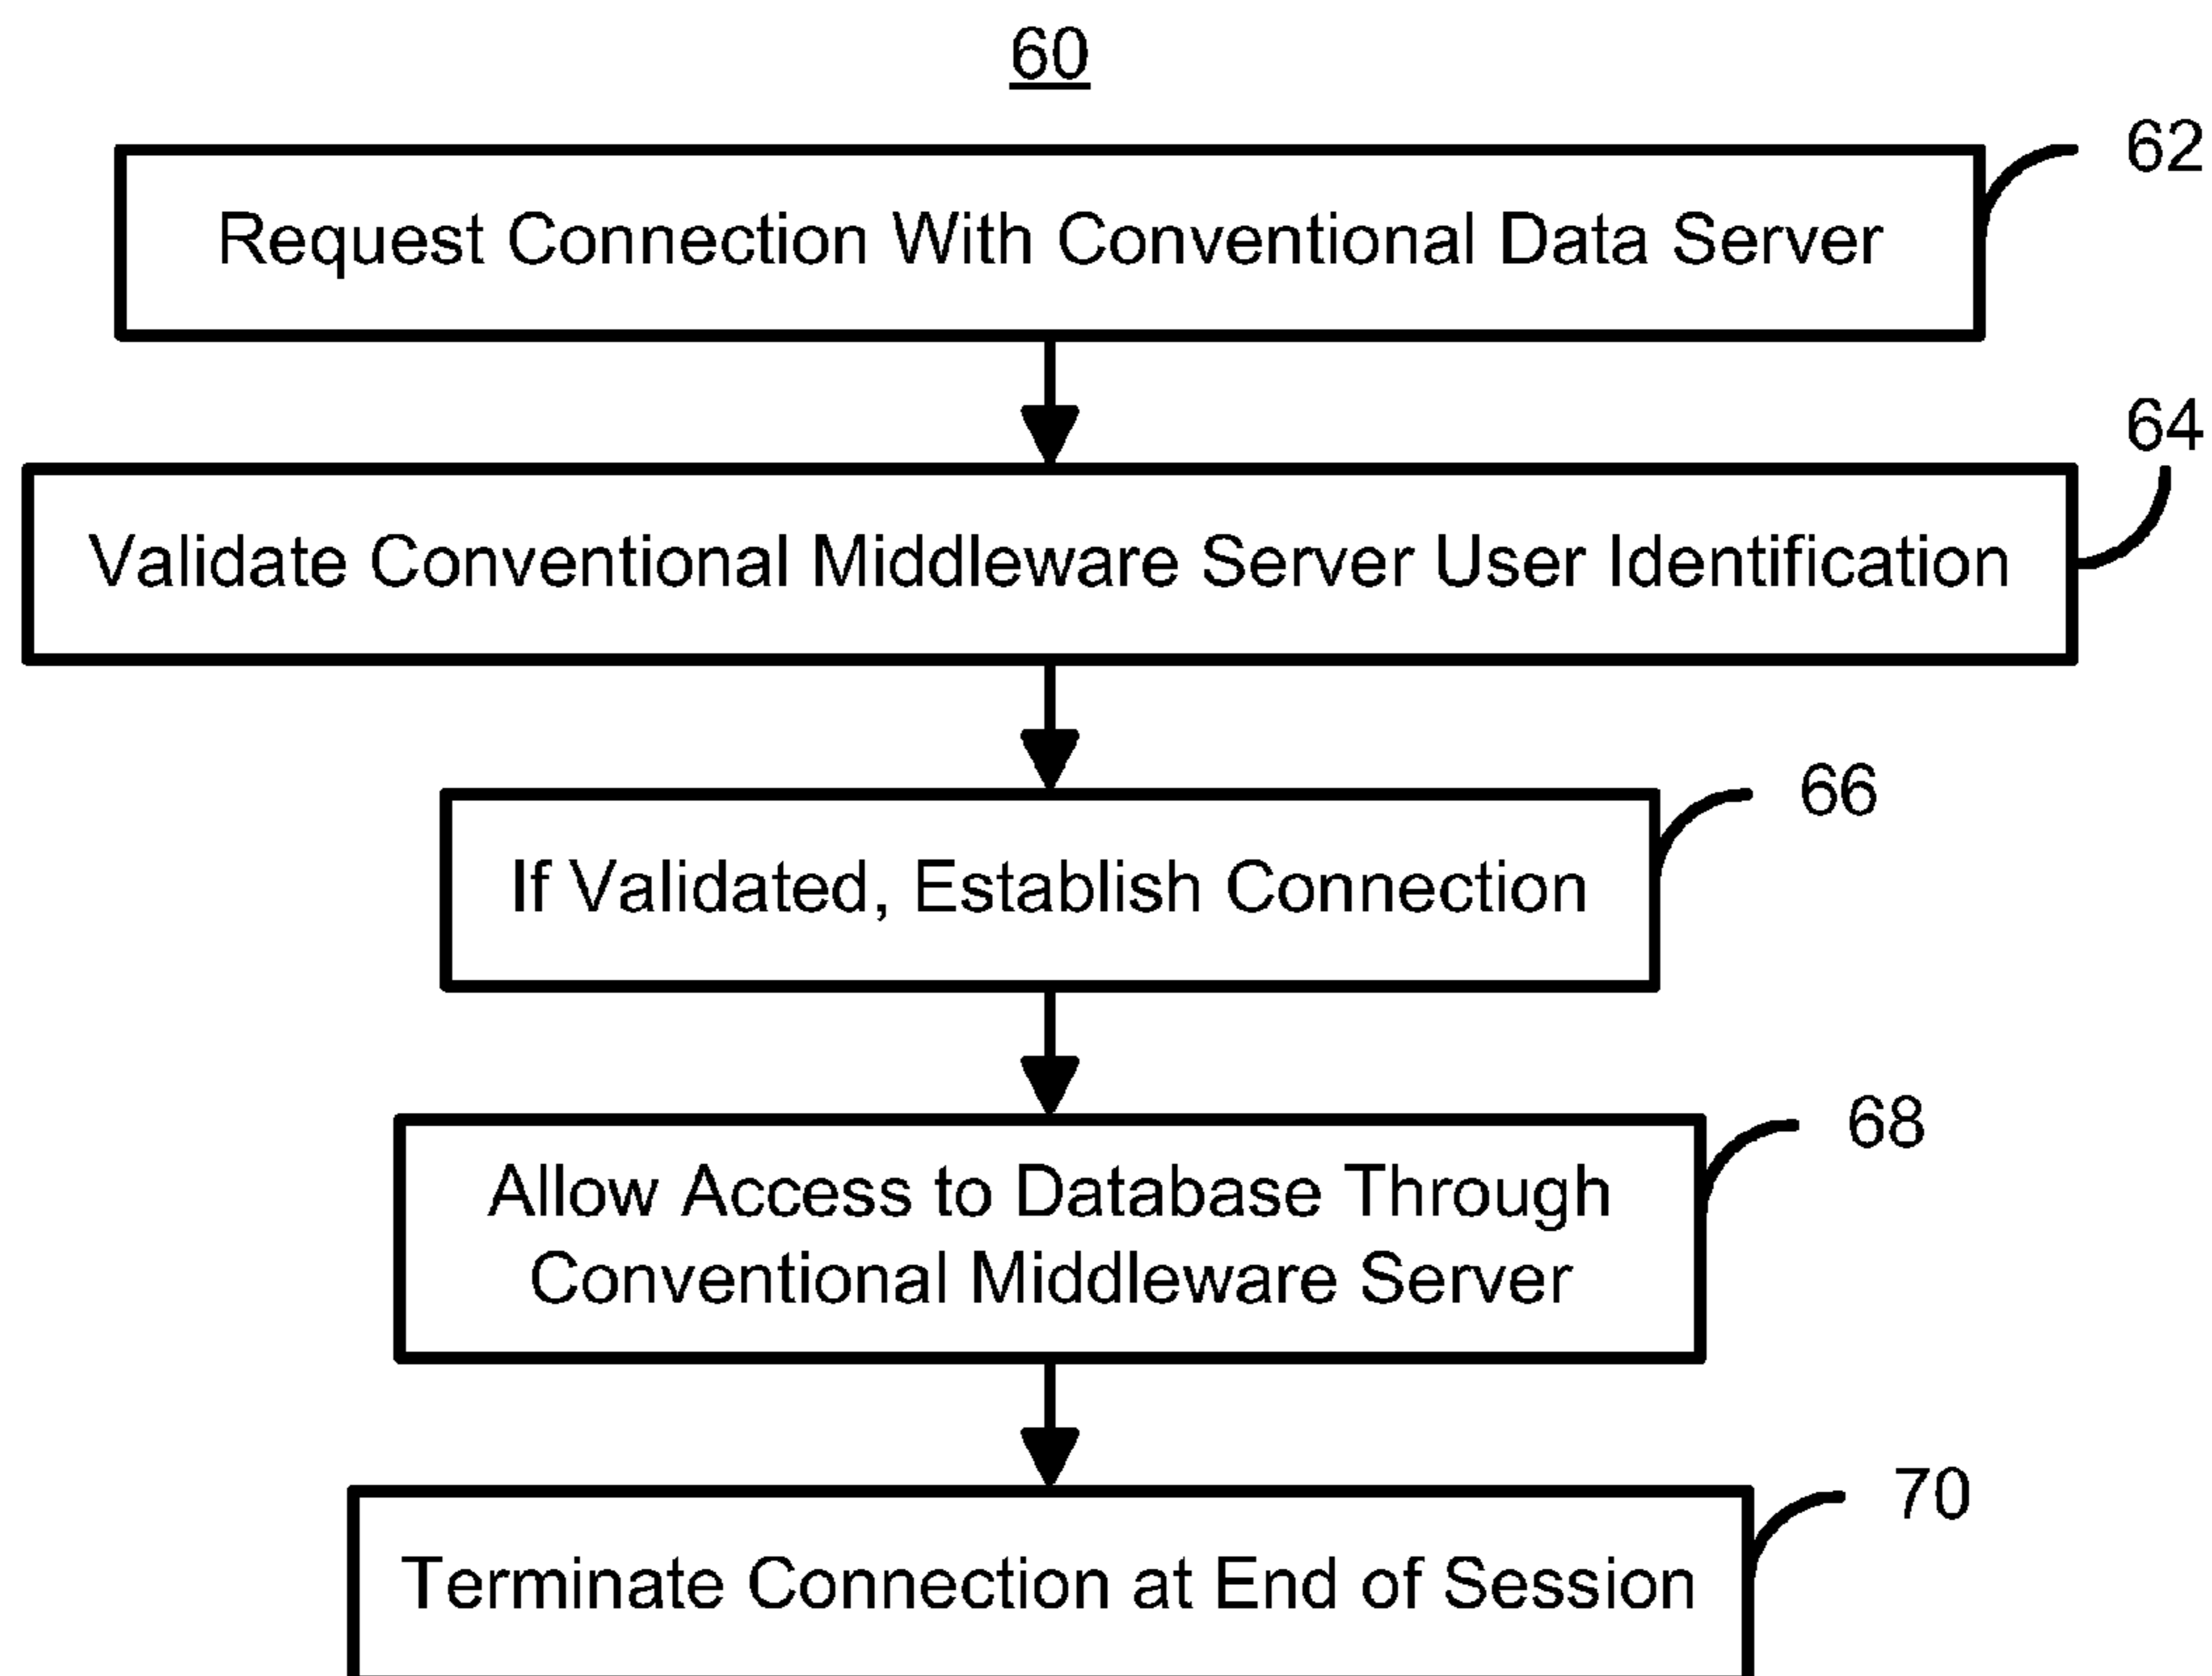 60
62
Request Connection With Conventional Data Server
64
Validate Conventional Middleware Server User Identification
66
If Validated, Establish Connection
68
Allow Access to Database Through
Conventional Middleware Server
70
Terminate Connection at End of Session